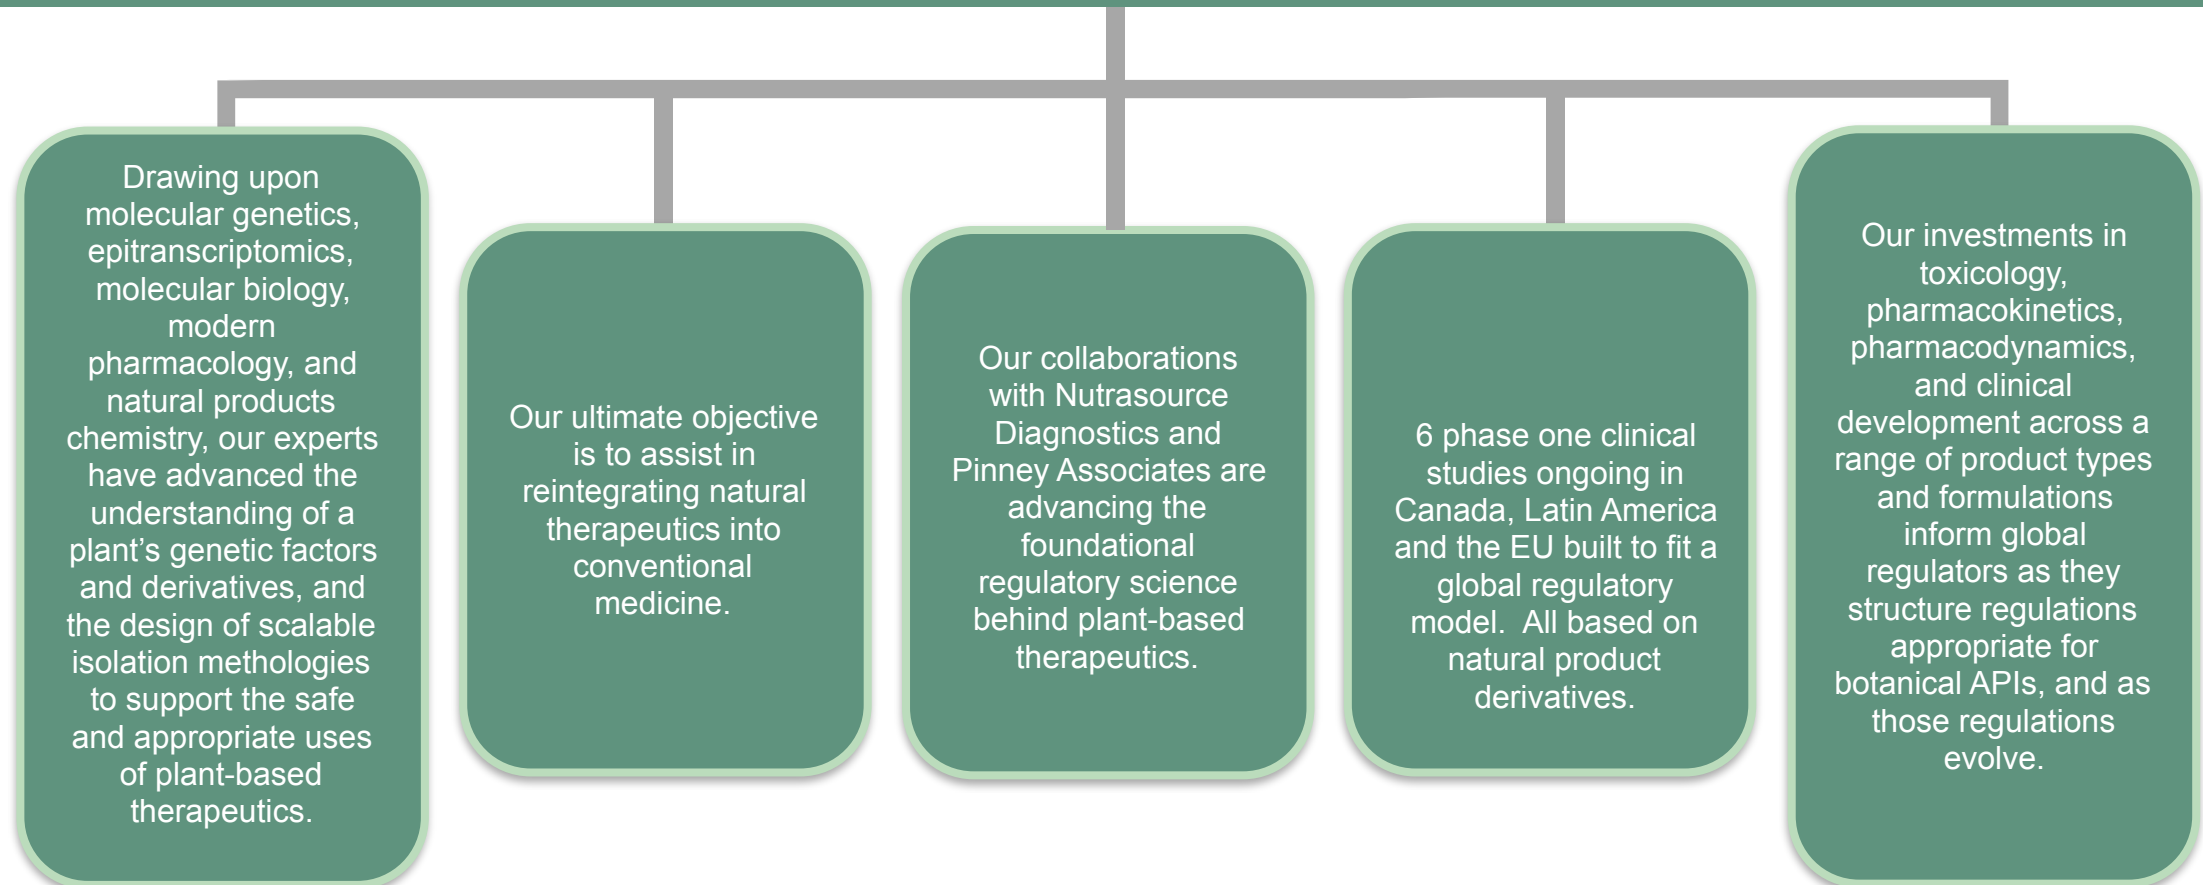 Drawing upon
molecular genetics,
epitranscriptomics,
molecular biology,
modern
pharmacology, and
natural products
chemistry, our experts
have advanced the
understanding of a
plant’s genetic factors
and derivatives, and
the design of scalable
isolation methologies
to support the safe
and appropriate uses
of plant-based
therapeutics.
Our ultimate objective
is to assist in
reintegrating natural
therapeutics into
conventional
medicine.
Our collaborations
with Nutrasource
Diagnostics and
Pinney Associates are
advancing the
foundational
regulatory science
behind plant-based
therapeutics.
6 phase one clinical
studies ongoing in
Canada, Latin America
and the EU built to fit a
global regulatory
model.  All based on
natural product
derivatives.
Our investments in
toxicology,
pharmacokinetics,
pharmacodynamics,
and clinical
development across a
range of product types
and formulations
inform global
regulators as they
structure regulations
appropriate for
botanical APIs, and as
those regulations
evolve.